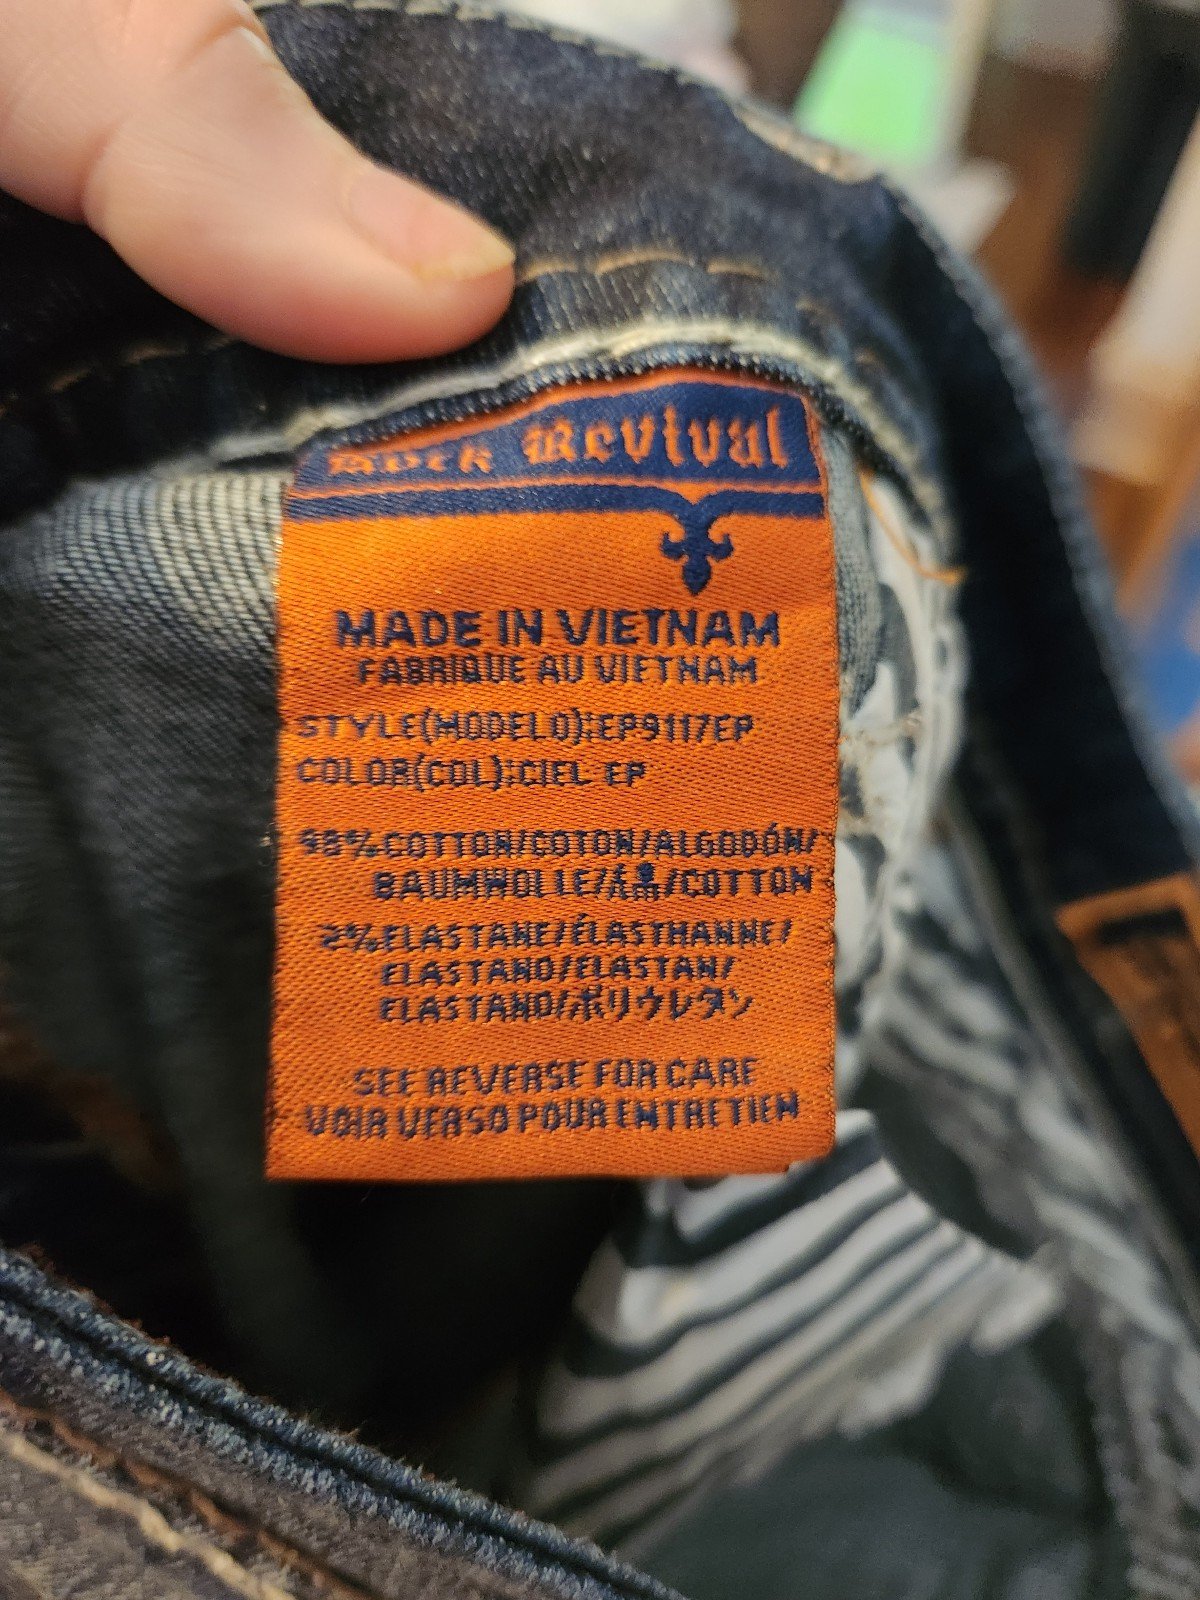 Rock Revival
MADE IN VIETNAM
FABRIQUE AU VIETNAM
STYLE(MODELO):EP9117EP
COLOR(COL):CIEL EP
98%COTTON/COTON/ALGODÓN/
BAUMWOLLE/綿/COTTON
2%ELASTANE/ÉLASTHANNE/
ELASTANO/ELASTAN/
ELASTANO/ポリウレタン
SEE REVERSE FOR CARE
VOIR VERSO POUR ENTRETIEN